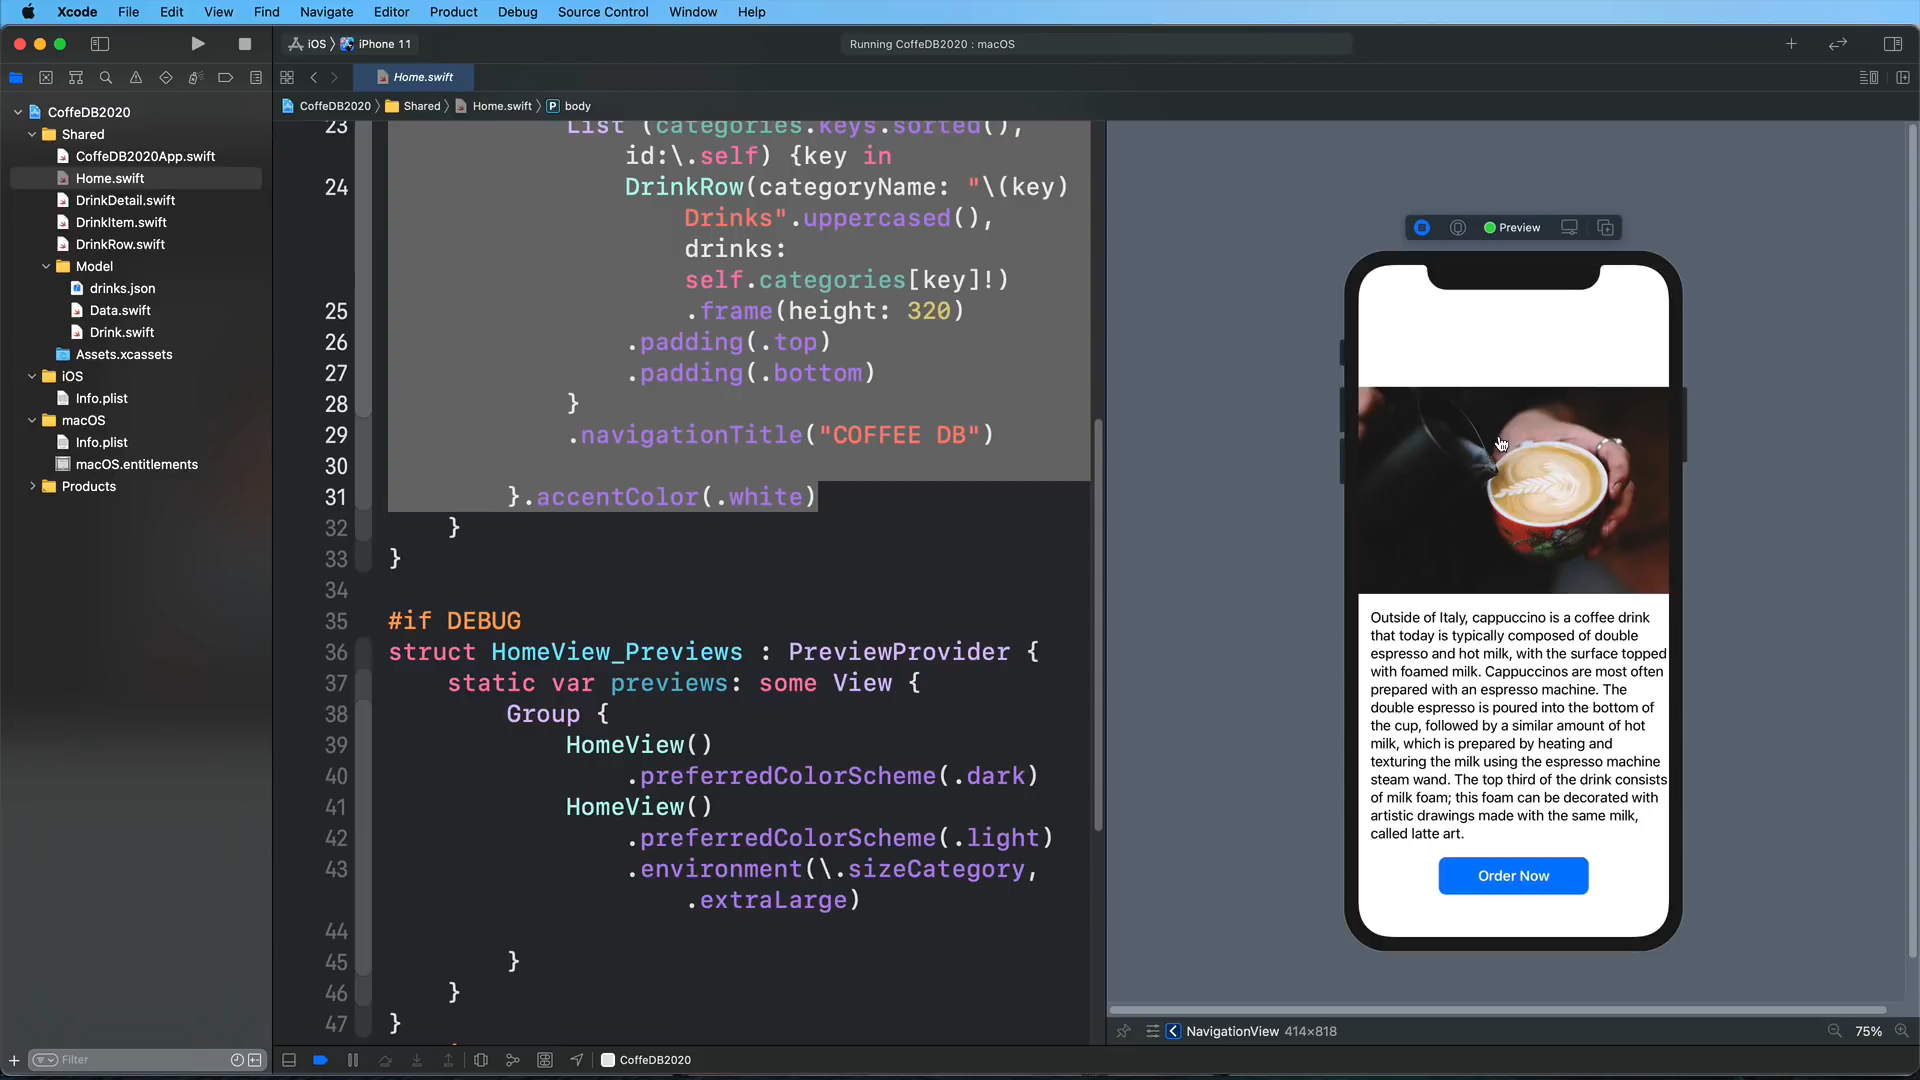 Xcode File Edit View Find Navigate Editor Product Debug Source Control Window Help
iOS iPhone 11
Running CoffeDB2020 : macOS
Home.swift
CoffeDB2020 Shared Home.swift P body
CoffeDB2020
Shared
CoffeDB2020App.swift
Home.swift
DrinkDetail.swift
DrinkItem.swift
DrinkRow.swift
Model
drinks.json
Data.swift
Drink.swift
Assets.xcassets
iOS
Info.plist
macOS
Info.plist
macOS.entitlements
Products
Filter
23 List (categories.keys.sorted(),
id:\.self) {key in
24 DrinkRow(categoryName: "\(key)
Drinks".uppercased(),
drinks:
self.categories[key]!)
25 .frame(height: 320)
26 .padding(.top)
27 .padding(.bottom)
28 }
29 .navigationTitle("COFFEE DB")
30
31 }.accentColor(.white)
32 }
33 }
34
35 #if DEBUG
36 struct HomeView_Previews : PreviewProvider {
37 static var previews: some View {
38 Group {
39 HomeView()
40 .preferredColorScheme(.dark)
41 HomeView()
42 .preferredColorScheme(.light)
43 .environment(\.sizeCategory,
.extraLarge)
44
45 }
46 }
47 }
CoffeDB2020
Preview
Outside of Italy, cappuccino is a coffee drink
that today is typically composed of double
espresso and hot milk, with the surface topped
with foamed milk. Cappuccinos are most often
prepared with an espresso machine. The
double espresso is poured into the bottom of
the cup, followed by a similar amount of hot
milk, which is prepared by heating and
texturing the milk using the espresso machine
steam wand. The top third of the drink consists
of milk foam; this foam can be decorated with
artistic drawings made with the same milk,
called latte art.
Order Now
NavigationView 414×818
75%